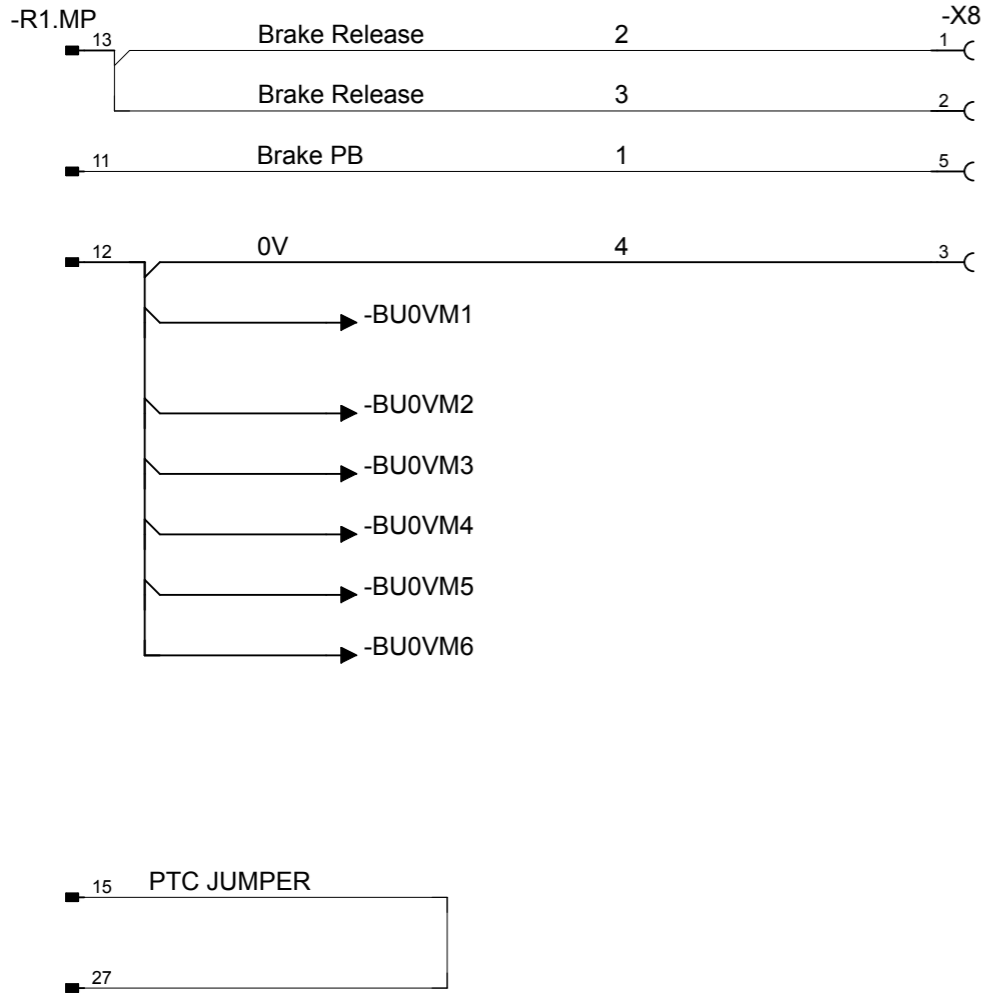 -R1.MP -X8
13 Brake Release 2 1
Brake Release 3 2
11 Brake PB 1 5
12 0V 4 3
-BU0VM1
-BU0VM2
-BU0VM3
-BU0VM4
-BU0VM5
-BU0VM6
15 PTC JUMPER
27